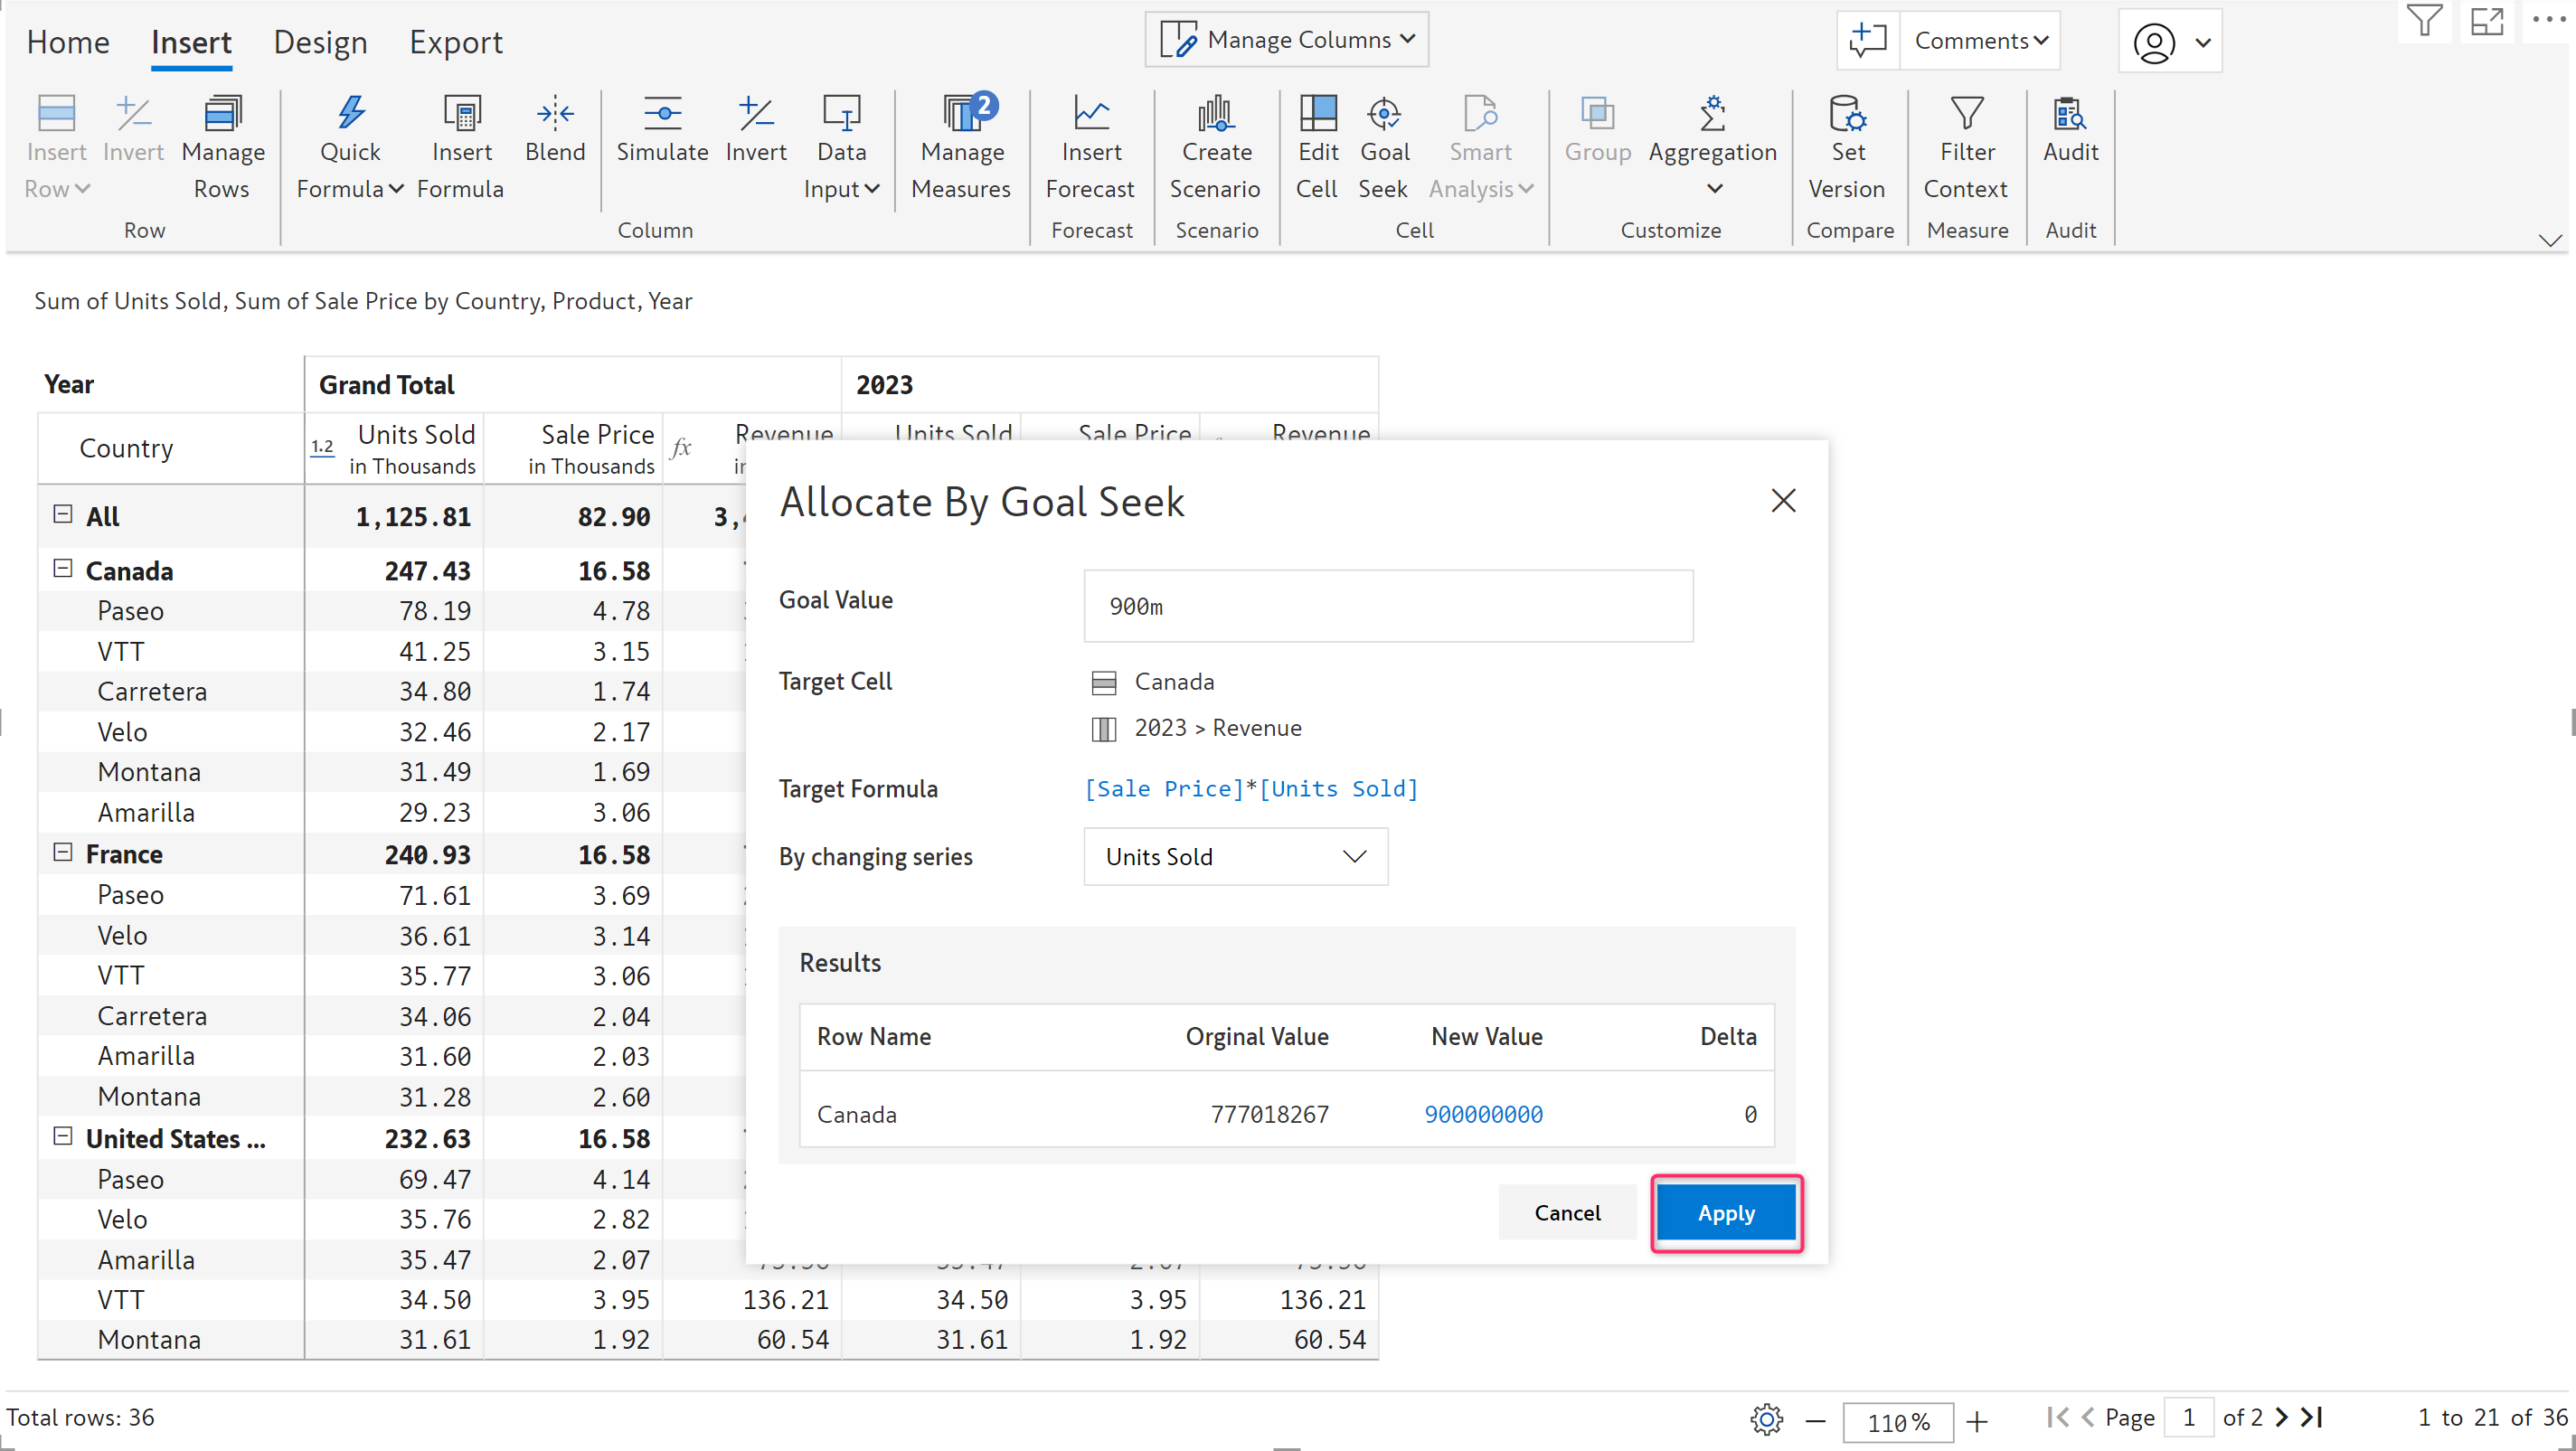 Home Insert Design Export Manage Columns Comments
Insert Row Invert Manage Rows Quick Formula Insert Formula Blend Simulate Invert Data Input Manage Measures 2 Insert Forecast Create Scenario Edit Cell Goal Seek Smart Analysis Group Aggregation Set Version Filter Context Audit
Row Column Forecast Scenario Cell Customize Compare Measure Audit
Sum of Units Sold, Sum of Sale Price by Country, Product, Year
Year Grand Total 2023
Country 1.2 Units Sold Sale Price fx Revenue Units Sold Sale Price Revenue
in Thousands in Thousands
All 1,125.81 82.90
Canada 247.43 16.58
Paseo 78.19 4.78
VTT 41.25 3.15
Carretera 34.80 1.74
Velo 32.46 2.17
Montana 31.49 1.69
Amarilla 29.23 3.06
France 240.93 16.58
Paseo 71.61 3.69
Velo 36.61 3.14
VTT 35.77 3.06
Carretera 34.06 2.04
Amarilla 31.60 2.03
Montana 31.28 2.60
United States ... 232.63 16.58
Paseo 69.47 4.14
Velo 35.76 2.82
Amarilla 35.47 2.07
VTT 34.50 3.95 136.21 34.50 3.95 136.21
Montana 31.61 1.92 60.54 31.61 1.92 60.54
Allocate By Goal Seek
Goal Value 900m
Target Cell Canada
2023 > Revenue
Target Formula [Sale Price]*[Units Sold]
By changing series Units Sold
Results
Row Name Orginal Value New Value Delta
Canada 777018267 900000000 0
Cancel Apply
Total rows: 36 110% Page 1 of 2 1 to 21 of 36